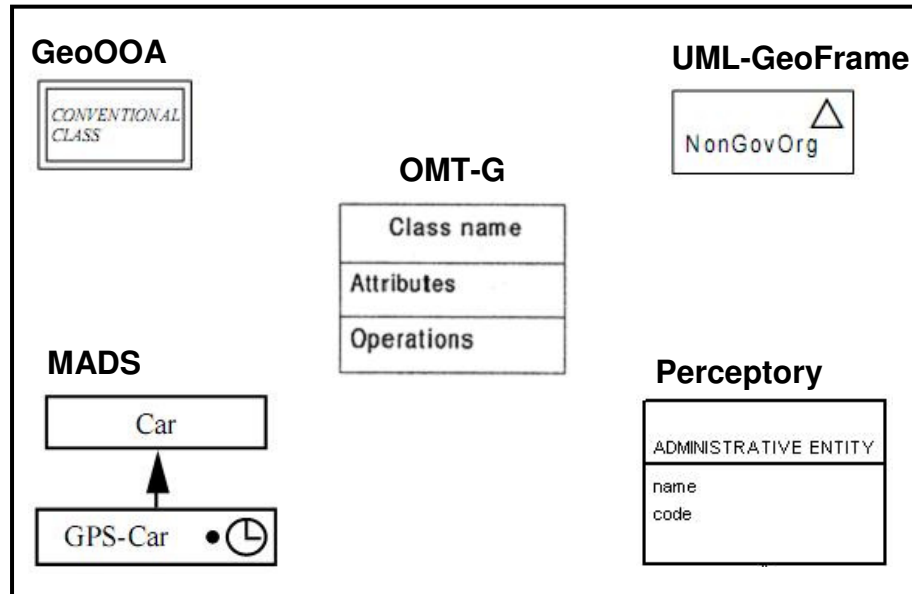 GeoOOA
CONVENTIONAL
CLASS
UML-GeoFrame
NonGovOrg
OMT-G
Class name
Attributes
Operations
MADS
Car
GPS-Car
Perceptory
ADMINISTRATIVE ENTITY
name
code